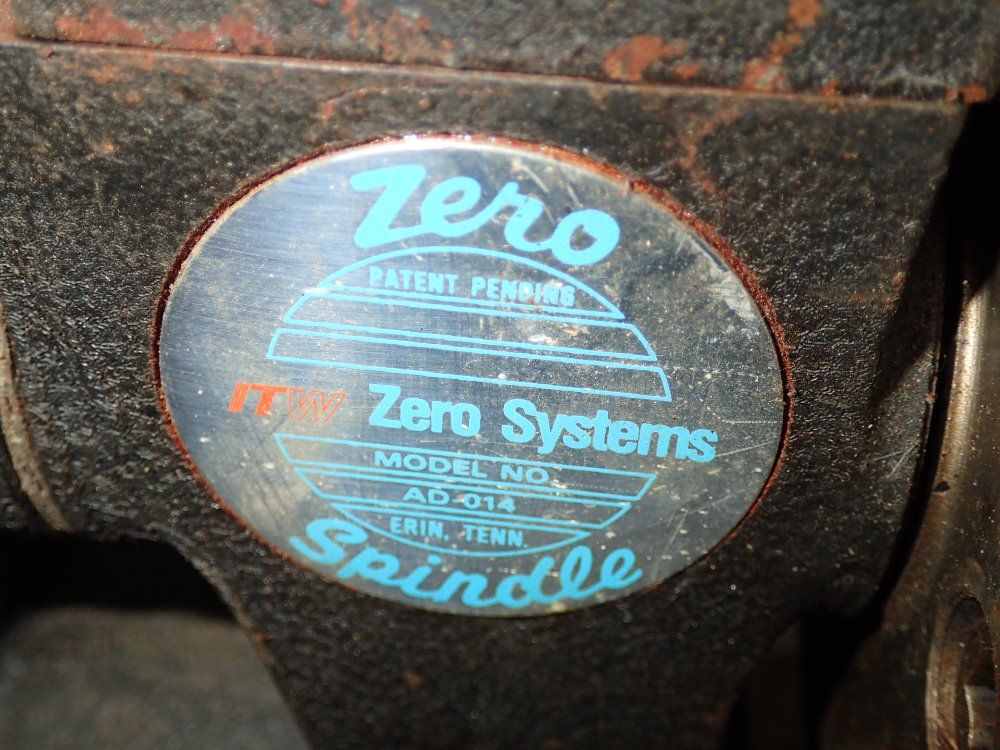 Zero
PATENT PENDING
ITW Zero Systems
MODEL NO.
AD-014
ERIN, TENN.
Spindle